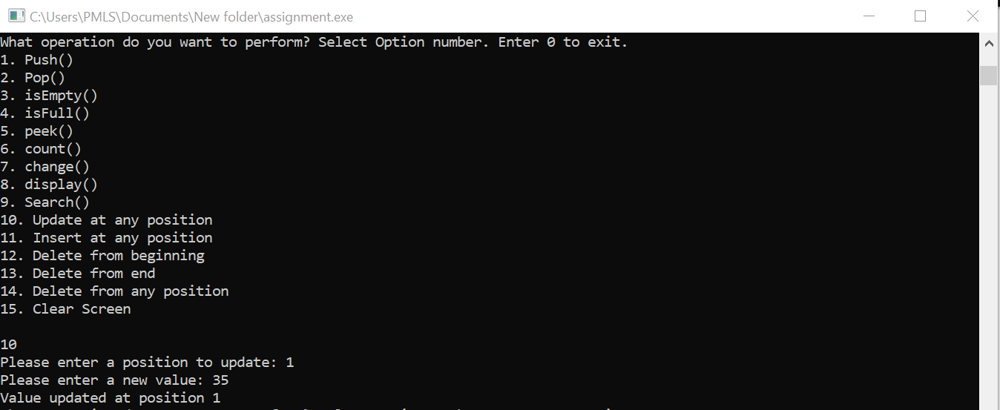 C:\Users\PMLS\Documents\New folder\assignment.exe
What operation do you want to perform? Select Option number. Enter 0 to exit.
1. Push()
2. Pop()
3. isEmpty()
4. isFull()
5. peek()
6. count()
7. change()
8. display()
9. Search()
10. Update at any position
11. Insert at any position
12. Delete from beginning
13. Delete from end
14. Delete from any position
15. Clear Screen
10
Please enter a position to update: 1
Please enter a new value: 35
Value updated at position 1